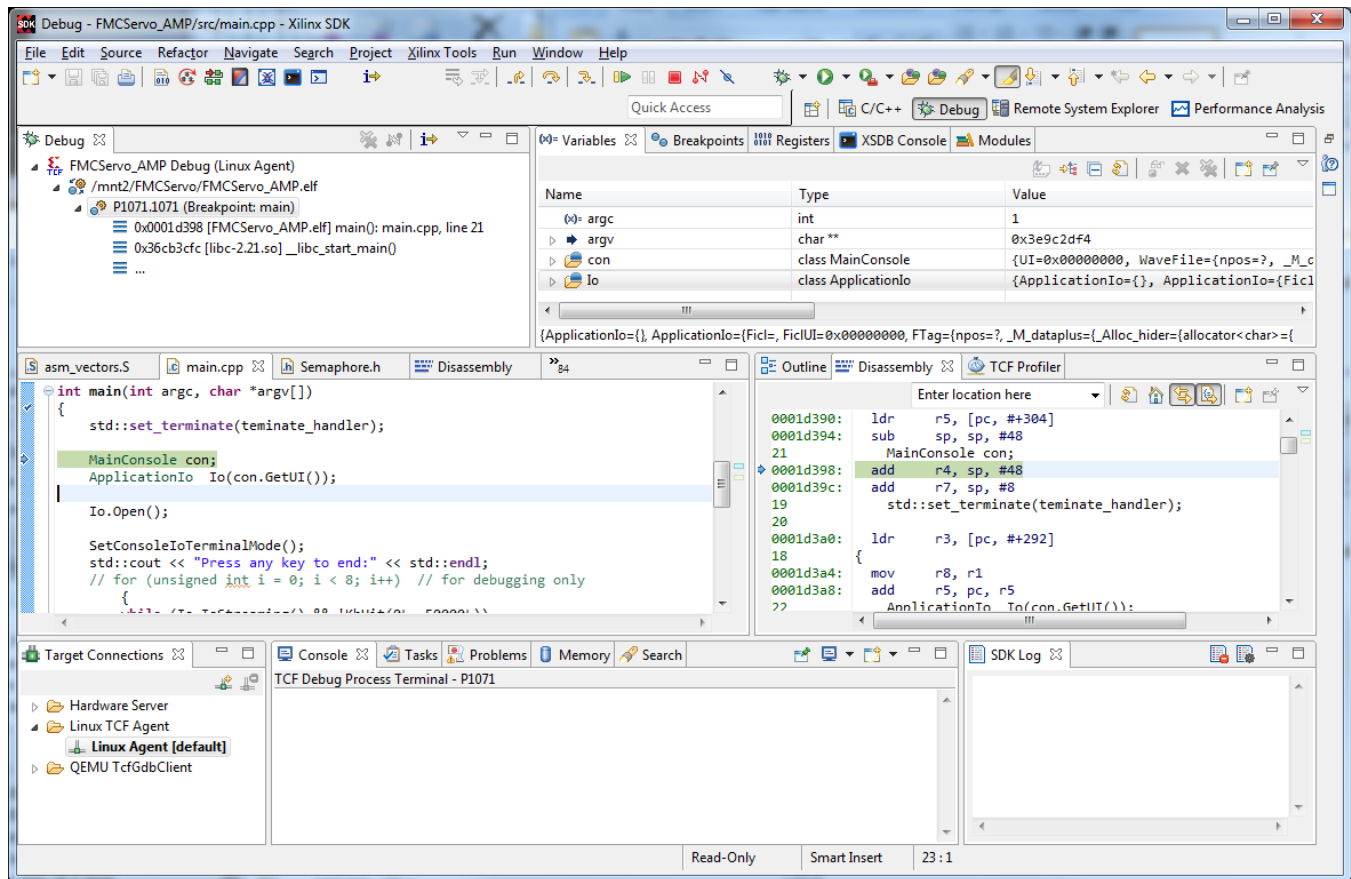 Debug - FMCServo_AMP/src/main.cpp - Xilinx SDK
File Edit Source Refactor Navigate Search Project Xilinx Tools Run Window Help
Quick Access
C/C++ Debug Remote System Explorer Performance Analysis
Debug
FMCServo_AMP Debug (Linux Agent)
/mnt2/FMCServo/FMCServo_AMP.elf
P1071.1071 (Breakpoint: main)
0x0001d398 [FMCServo_AMP.elf] main(): main.cpp, line 21
0x36cb3cfc [libc-2.21.so] __libc_start_main()
...
(x)= Variables Breakpoints Registers XSDB Console Modules
Name Type Value
(x)= argc int 1
argv char ** 0x3e9c2df4
con class MainConsole {UI=0x00000000, WaveFile={npos=?, _M_d
Io class ApplicationIo {ApplicationIo={}, ApplicationIo={Ficl
{ApplicationIo={}, ApplicationIo={Ficl=, FiclUI=0x00000000, FTag={npos=?, _M_dataplus={_Alloc_hider={allocator<char>={
asm_vectors.S main.cpp Semaphore.h Disassembly »84
int main(int argc, char *argv[])
{
std::set_terminate(teminate_handler);
MainConsole con;
ApplicationIo Io(con.GetUI());
Io.Open();
SetConsoleIoTerminalMode();
std::cout << "Press any key to end:" << std::endl;
// for (unsigned int i = 0; i < 8; i++) // for debugging only
{
Outline Disassembly TCF Profiler
Enter location here
0001d390: ldr r5, [pc, #+304]
0001d394: sub sp, sp, #48
21 MainConsole con;
0001d398: add r4, sp, #48
0001d39c: add r7, sp, #8
19 std::set_terminate(teminate_handler);
20
0001d3a0: ldr r3, [pc, #+292]
18 {
0001d3a4: mov r8, r1
0001d3a8: add r5, pc, r5
22 ApplicationIo Io(con.GetUI());
Target Connections
Hardware Server
Linux TCF Agent
Linux Agent [default]
QEMU TcfGdbClient
Console Tasks Problems Memory Search
TCF Debug Process Terminal - P1071
SDK Log
Read-Only Smart Insert 23 : 1